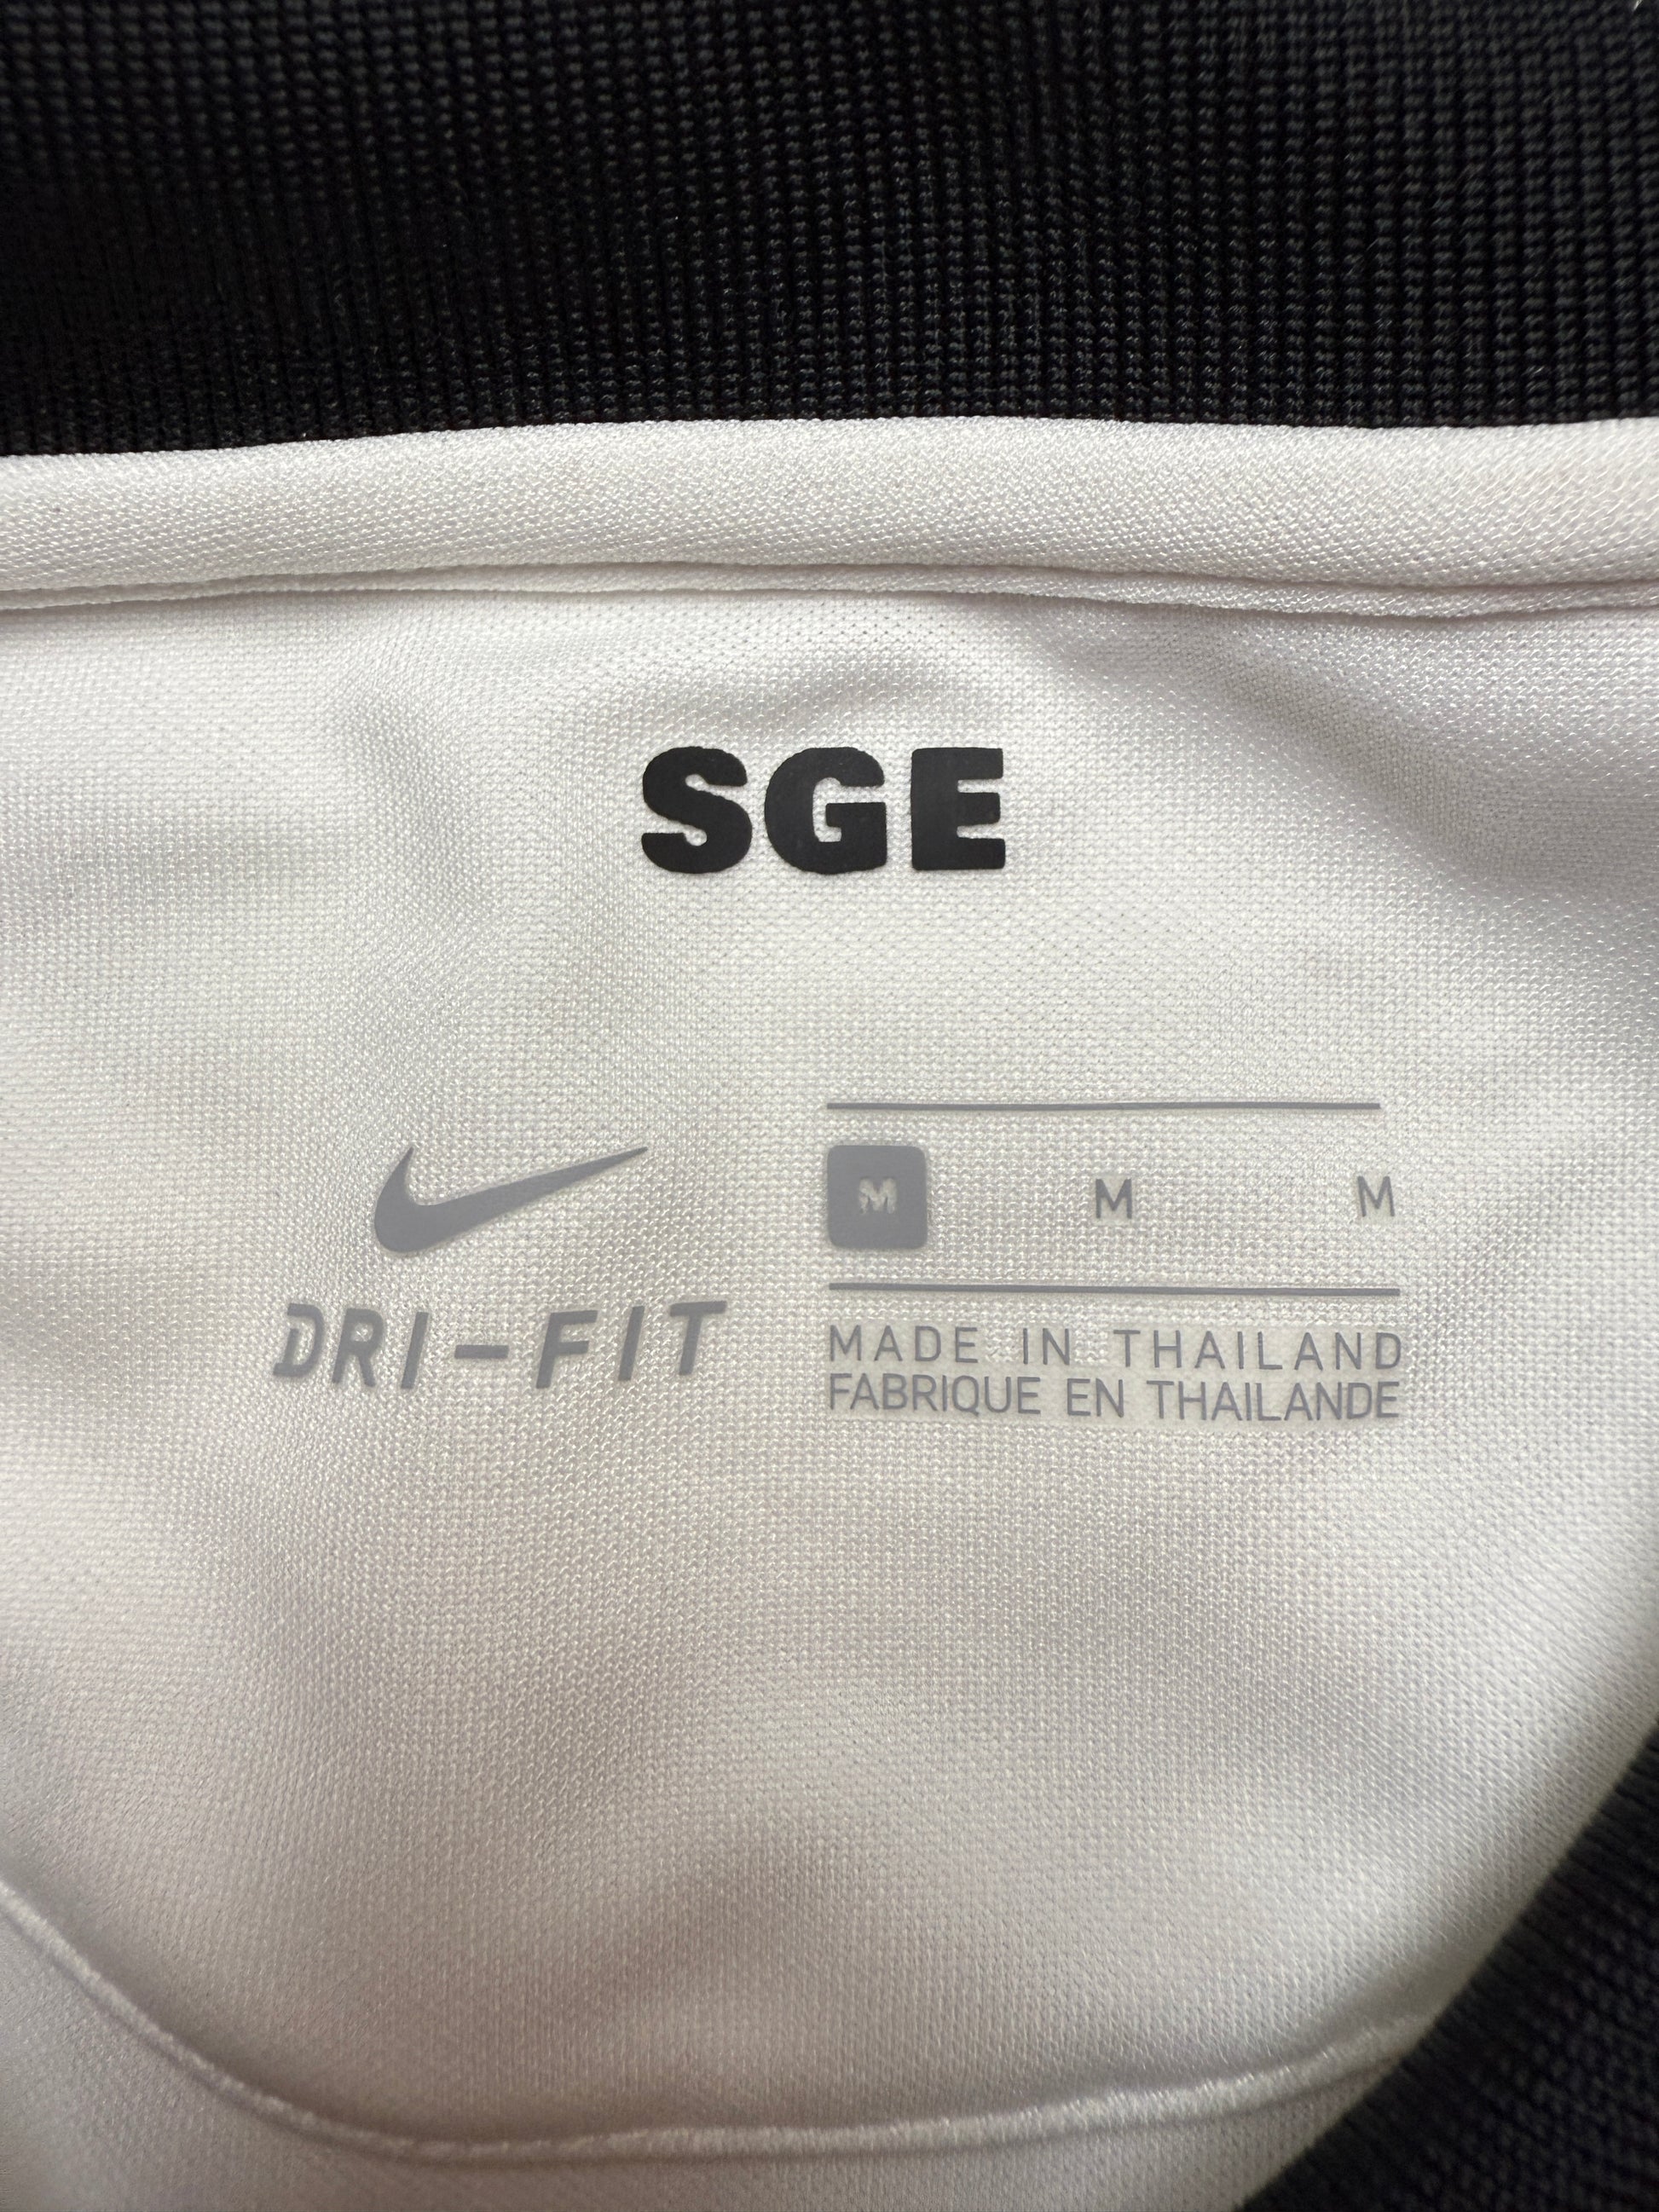 SGE
DRI-FIT
M M M
MADE IN THAILAND
FABRIQUE EN THAILANDE